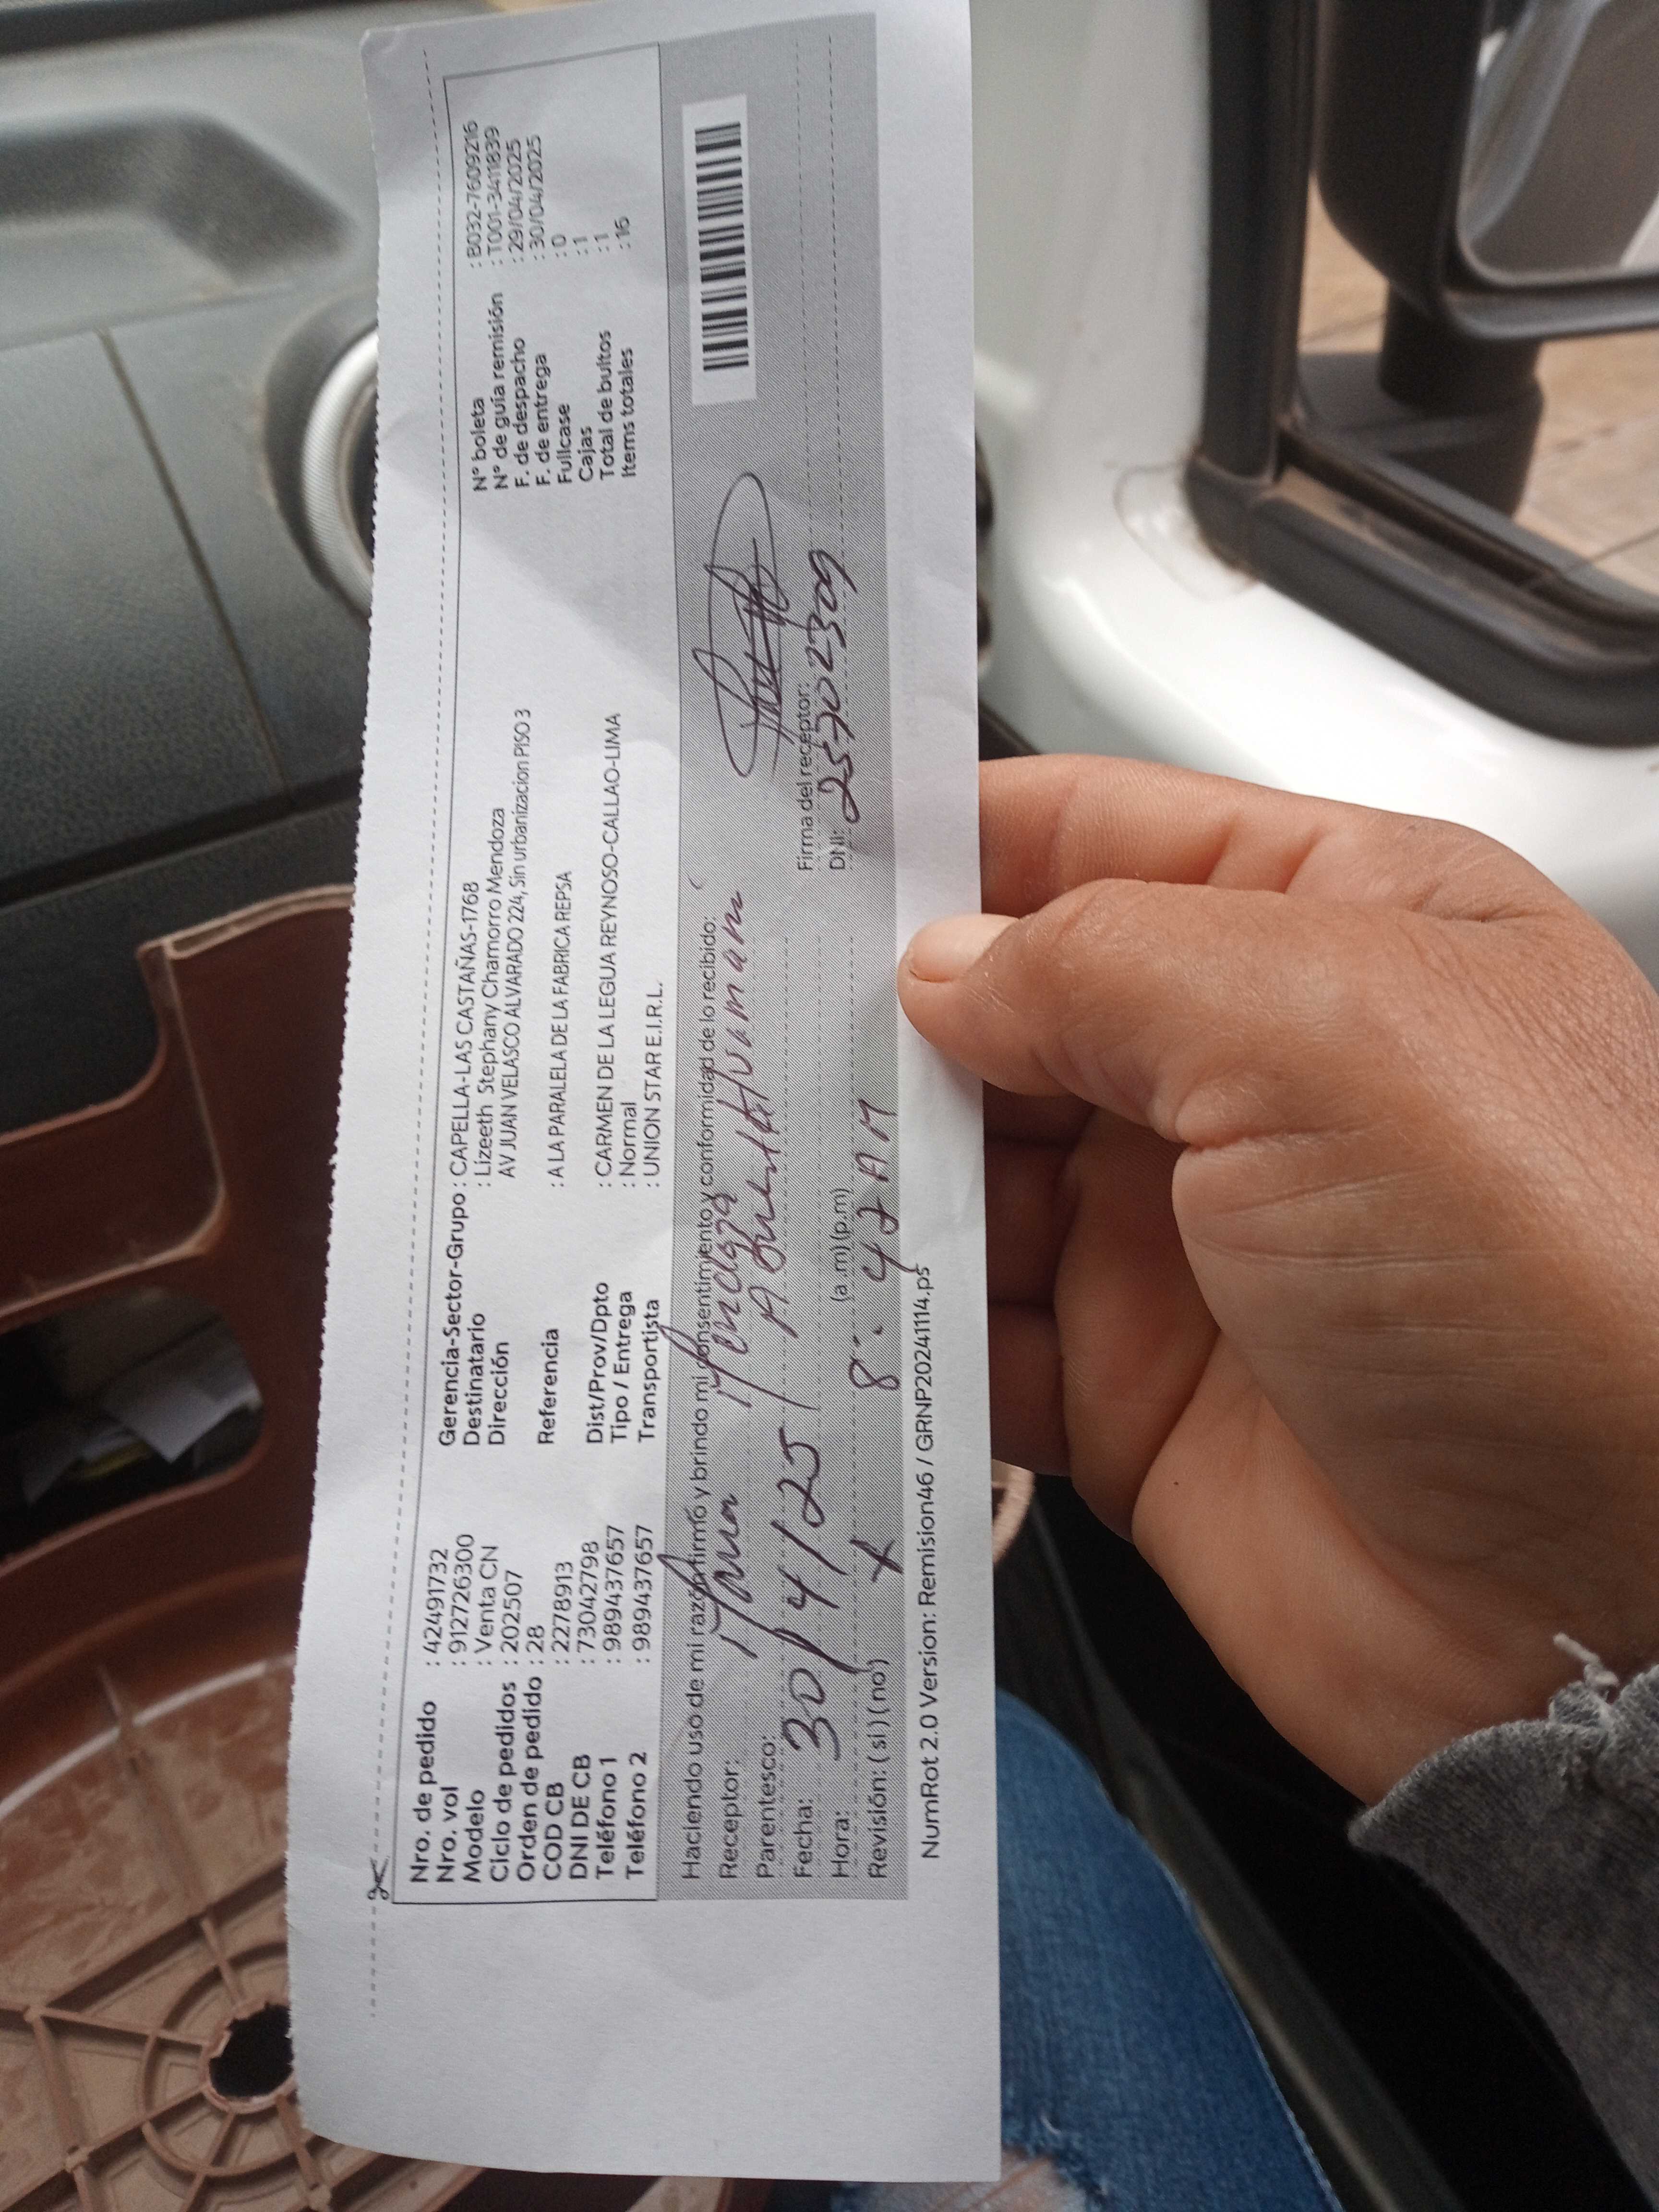 Nro. de pedido : 42491732
Nro. vol : 912726300
Modelo : Venta CN
Ciclo de pedidos : 202507
Orden de pedido : 28
COD CB : 2278913
DNI DE CB : 73042798
Teléfono 1 : 989437657
Teléfono 2 : 989437657
Gerencia-Sector-Grupo : CAPELLA-LAS CASTAÑAS-1768
Destinatario : Lizeeth Stephany Chamorro Mendoza
Dirección AV JUAN VELASCO ALVARADO 224, Sin urbanizacion PISO 3
Referencia : A LA PARALELA DE LA FABRICA REPSA
Dist/Prov/Dpto : CARMEN DE LA LEGUA REYNOSO-CALLAO-LIMA
Tipo / Entrega : Normal
Transportista : UNION STAR E.I.R.L.
N° boleta : B032-7609216
N° de guía remisión : T001-3411839
F. de despacho : 29/04/2025
F. de entrega : 30/04/2025
Fullcase : 0
Cajas : 1
Total de bultos : 1
Items totales : 16
Haciendo uso de mi razón firmo y brindo mi consentimiento y conformidad de lo recibido:
Receptor:
Parentesco:
Fecha: 30/4/25
Hora: (a.m) (p.m) 8:42 AM
Revisión: (si) (no) X
Firma del receptor:
DNI: 25702309
NumRot 2.0 Version: Remision46 / GRNP20241114.ps